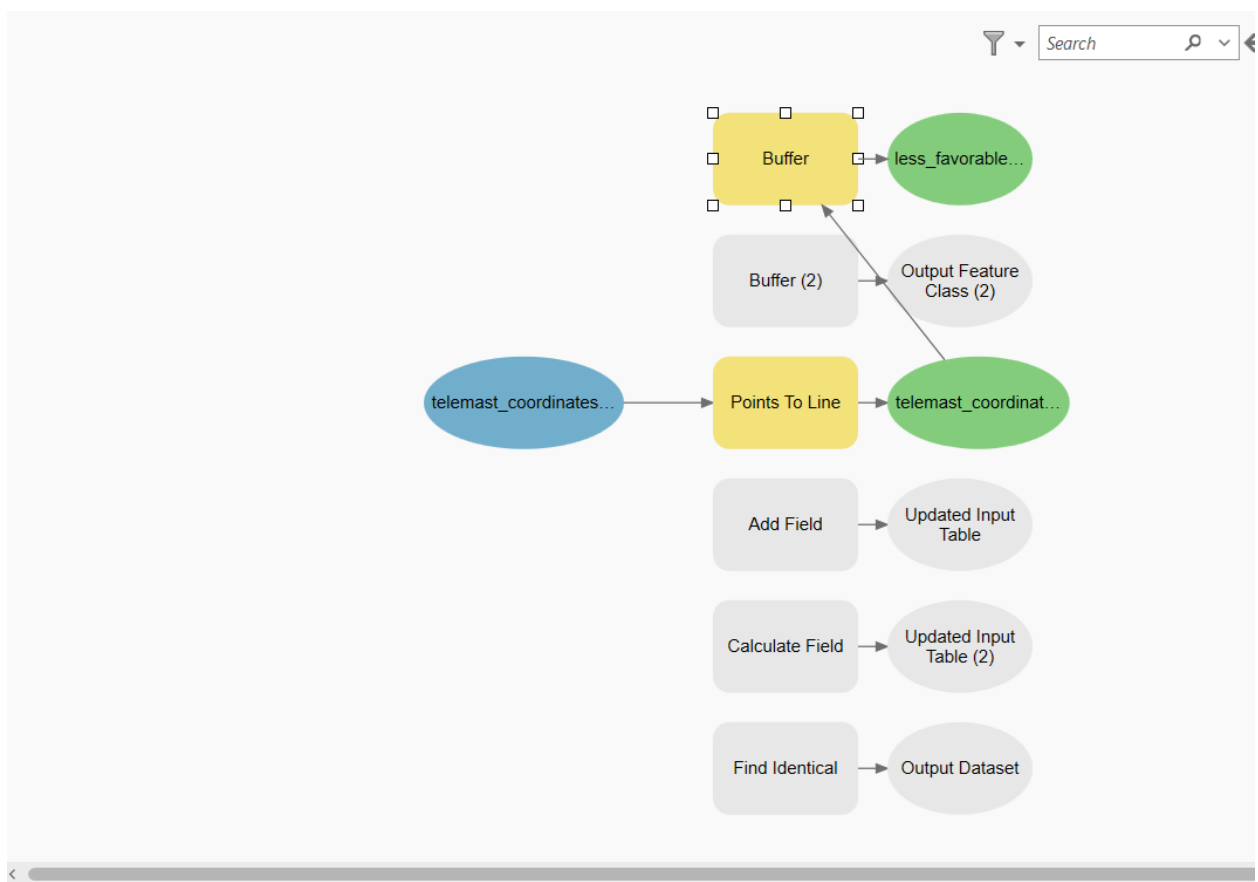 Search
Buffer
less_favorable...
Buffer (2)
Output Feature
Class (2)
telemast_coordinates...
Points To Line
telemast_coordinat...
Add Field
Updated Input
Table
Calculate Field
Updated Input
Table (2)
Find Identical
Output Dataset